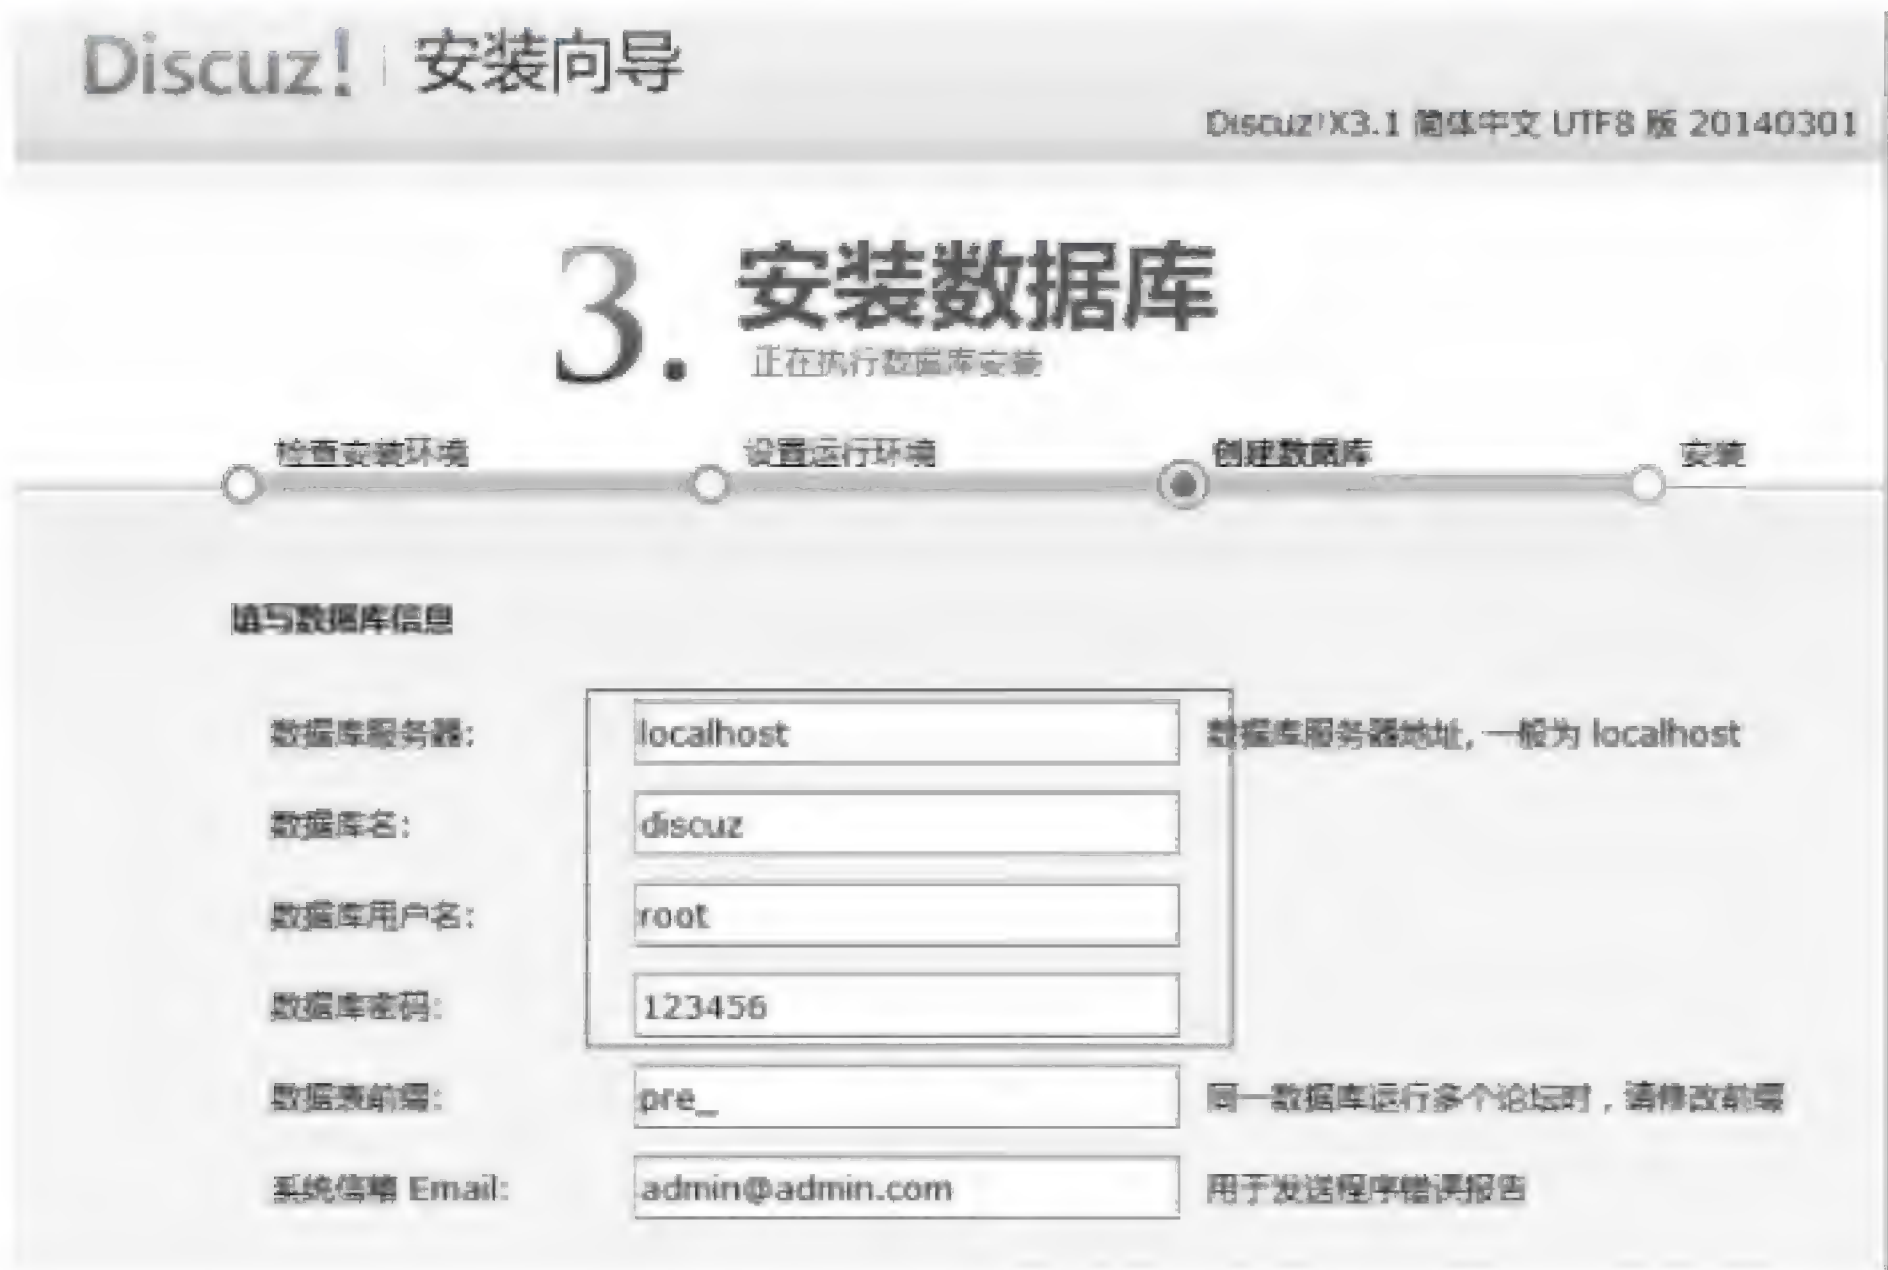 Discuz! 安装向导
Discuz!X3.1 简体中文 UTF8 版 20140301
3. 安装数据库
正在执行数据库安装
检查安装环境 设置运行环境 创建数据库 安装
填写数据库信息
数据库服务器: localhost 数据库服务器地址, 一般为 localhost
数据库名: discuz
数据库用户名: root
数据库密码: 123456
数据表前缀: pre_ 同一数据库运行多个论坛时，请修改前缀
系统信箱 Email: admin@admin.com 用于发送程序错误报告